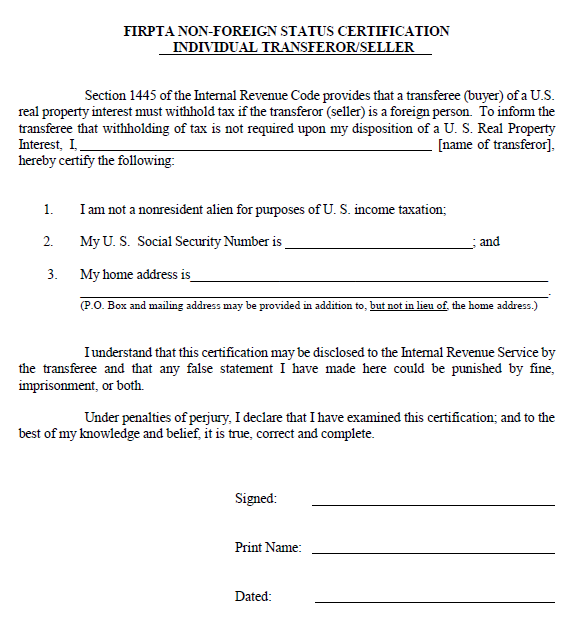 FIRPTA NON-FOREIGN STATUS CERTIFICATION
INDIVIDUAL TRANSFEROR/SELLER
Section 1445 of the Internal Revenue Code provides that a transferee (buyer) of a U.S.
real property interest must withhold tax if the transferor (seller) is a foreign person. To inform the
transferee that withholding of tax is not required upon my disposition of a U. S. Real Property
Interest, I, ______________________________ [name of transferor],
hereby certify the following:
1. I am not a nonresident alien for purposes of U. S. income taxation;
2. My U. S. Social Security Number is ____________________; and
3. My home address is______________________________
______________________________.
(P.O. Box and mailing address may be provided in addition to, but not in lieu of, the home address.)
I understand that this certification may be disclosed to the Internal Revenue Service by
the transferee and that any false statement I have made here could be punished by fine,
imprisonment, or both.
Under penalties of perjury, I declare that I have examined this certification; and to the
best of my knowledge and belief, it is true, correct and complete.
Signed: ____________________
Print Name: ____________________
Dated: ____________________